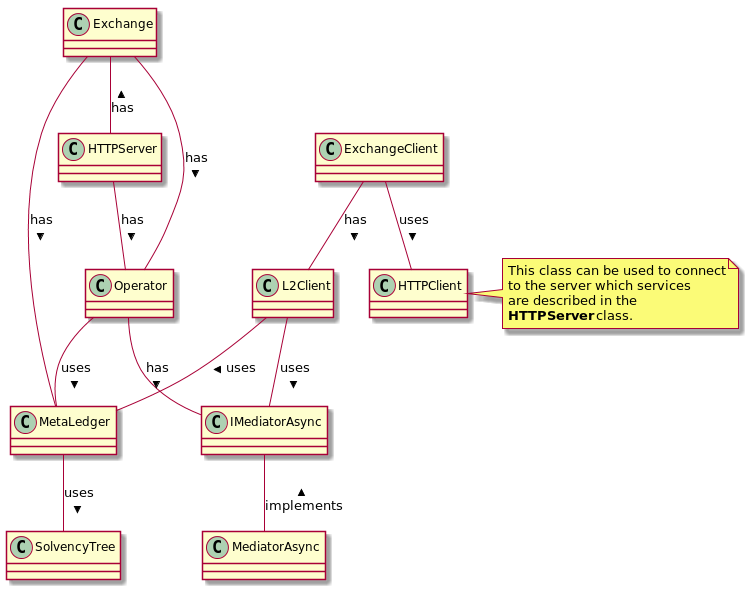 C Exchange
has
C HTTPServer
C ExchangeClient
has
has
has
has
uses
C Operator
C L2Client
C HTTPClient
This class can be used to connect
to the server which services
are described in the
HTTPServer class.
uses
has
uses
uses
C MetaLedger
C IMediatorAsync
uses
implements
C SolvencyTree
C MediatorAsync